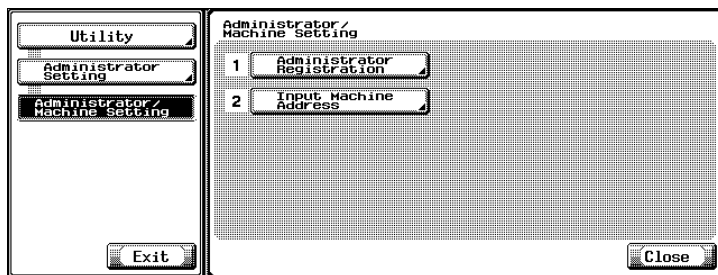 Utility
Administrator
Setting
Administrator/
Machine Setting
Exit
Administrator/
Machine Setting
1
Administrator
Registration
2
Input Machine
Address
Close